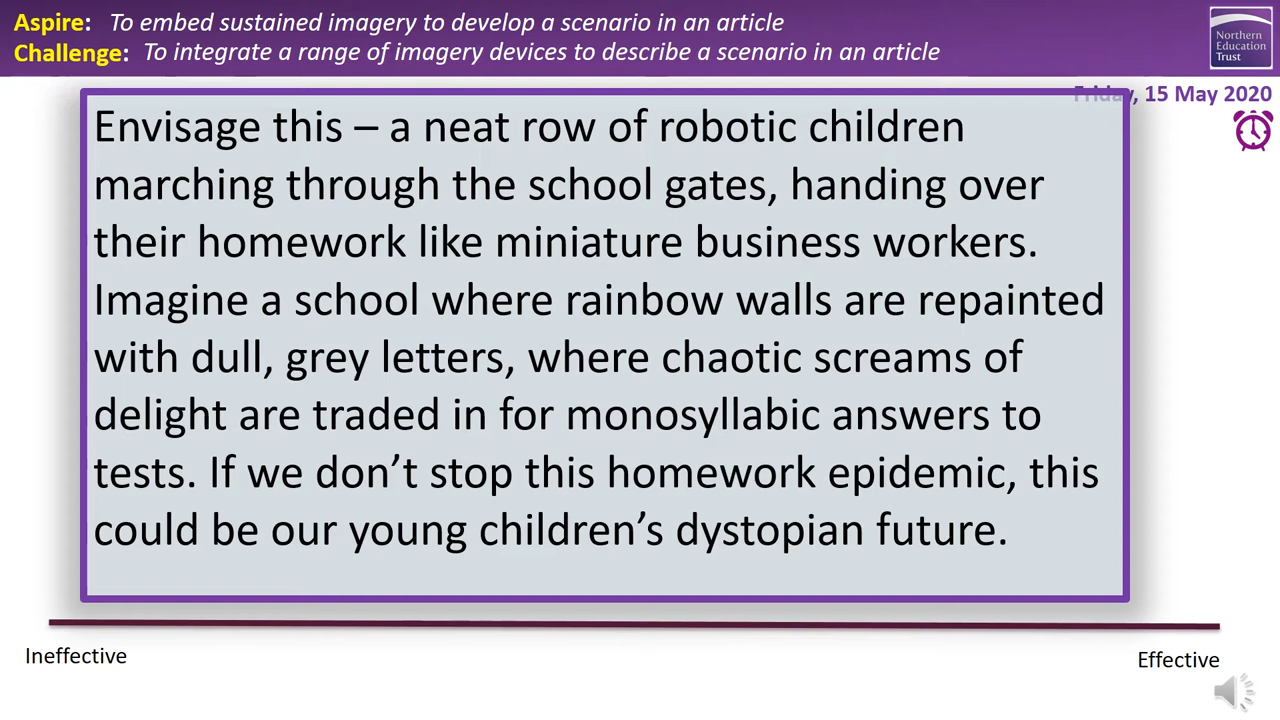 Aspire: To embed sustained imagery to develop a scenario in an article
Challenge: To integrate a range of imagery devices to describe a scenario in an article
Northern
Education
Trust
Friday, 15 May 2020
Envisage this – a neat row of robotic children
marching through the school gates, handing over
their homework like miniature business workers.
Imagine a school where rainbow walls are repainted
with dull, grey letters, where chaotic screams of
delight are traded in for monosyllabic answers to
tests. If we don’t stop this homework epidemic, this
could be our young children’s dystopian future.
Ineffective
Effective